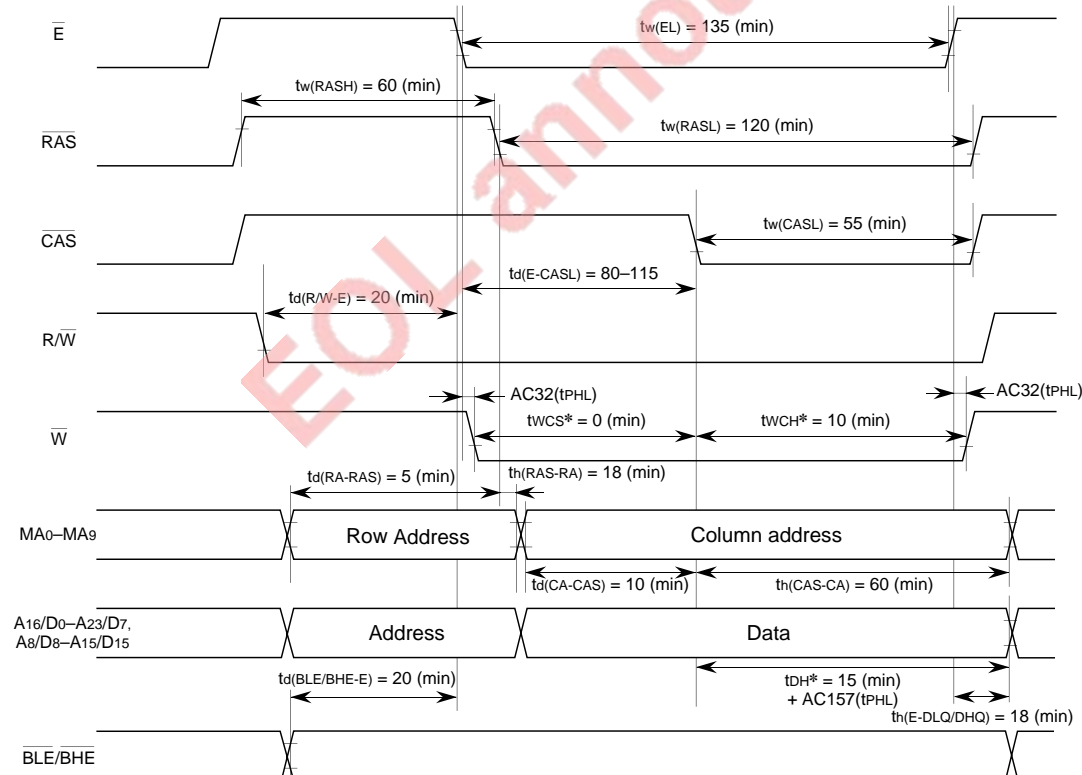 E
tw(EL) = 135 (min)
tw(RASH) = 60 (min)
RAS
tw(RASL) = 120 (min)
CAS
tw(CASL) = 55 (min)
td(E-CASL) = 80–115
td(R/W-E) = 20 (min)
R/W
AC32(tPHL)
AC32(tPHL)
tWCS* = 0 (min)
tWCH* = 10 (min)
W
td(RA-RAS) = 5 (min)
th(RAS-RA) = 18 (min)
MA0–MA9
Row Address
Column address
td(CA-CAS) = 10 (min)
th(CAS-CA) = 60 (min)
A16/D0–A23/D7,
A8/D8–A15/D15
Address
Data
td(BLE/BHE-E) = 20 (min)
tDH* = 15 (min)
+ AC157(tPHL)
th(E-DLQ/DHQ) = 18 (min)
BLE/BHE
EOL annou